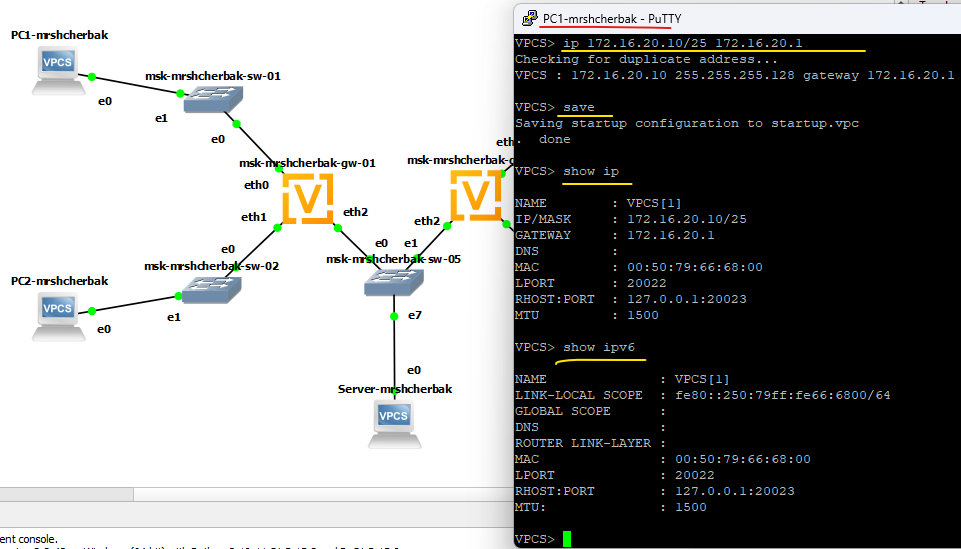 PC1-mrshcherbak
VPCS
e0
msk-mrshcherbak-sw-01
e1
e0
msk-mrshcherbak-gw-01
eth0
V
eth1
eth2
e0
msk-mrshcherbak-sw-02
PC2-mrshcherbak
VPCS
e0
e1
msk-mrshcherbak-g
eth
V
eth2
e0
e1
msk-mrshcherbak-sw-05
e7
e0
Server-mrshcherbak
VPCS
ent console.
PC1-mrshcherbak - PuTTY
VPCS> ip 172.16.20.10/25 172.16.20.1
Checking for duplicate address...
VPCS : 172.16.20.10 255.255.255.128 gateway 172.16.20.1
VPCS> save
Saving startup configuration to startup.vpc
.  done
VPCS> show ip
NAME        : VPCS[1]
IP/MASK     : 172.16.20.10/25
GATEWAY     : 172.16.20.1
DNS         :
MAC         : 00:50:79:66:68:00
LPORT       : 20022
RHOST:PORT  : 127.0.0.1:20023
MTU         : 1500
VPCS> show ipv6
NAME              : VPCS[1]
LINK-LOCAL SCOPE  : fe80::250:79ff:fe66:6800/64
GLOBAL SCOPE      :
DNS               :
ROUTER LINK-LAYER :
MAC               : 00:50:79:66:68:00
LPORT             : 20022
RHOST:PORT        : 127.0.0.1:20023
MTU:              : 1500
VPCS>